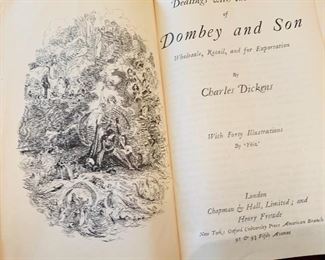 Dealings with
of
Dombey and Son
Wholesale, Retail, and for Exportation
By
Charles Dickens
With Forty Illustrations
By 'Phiz'
London
Chapman & Hall, Limited; and
Henry Frowde
New York: Oxford University Press American Branch
91 & 93 Fifth Avenue